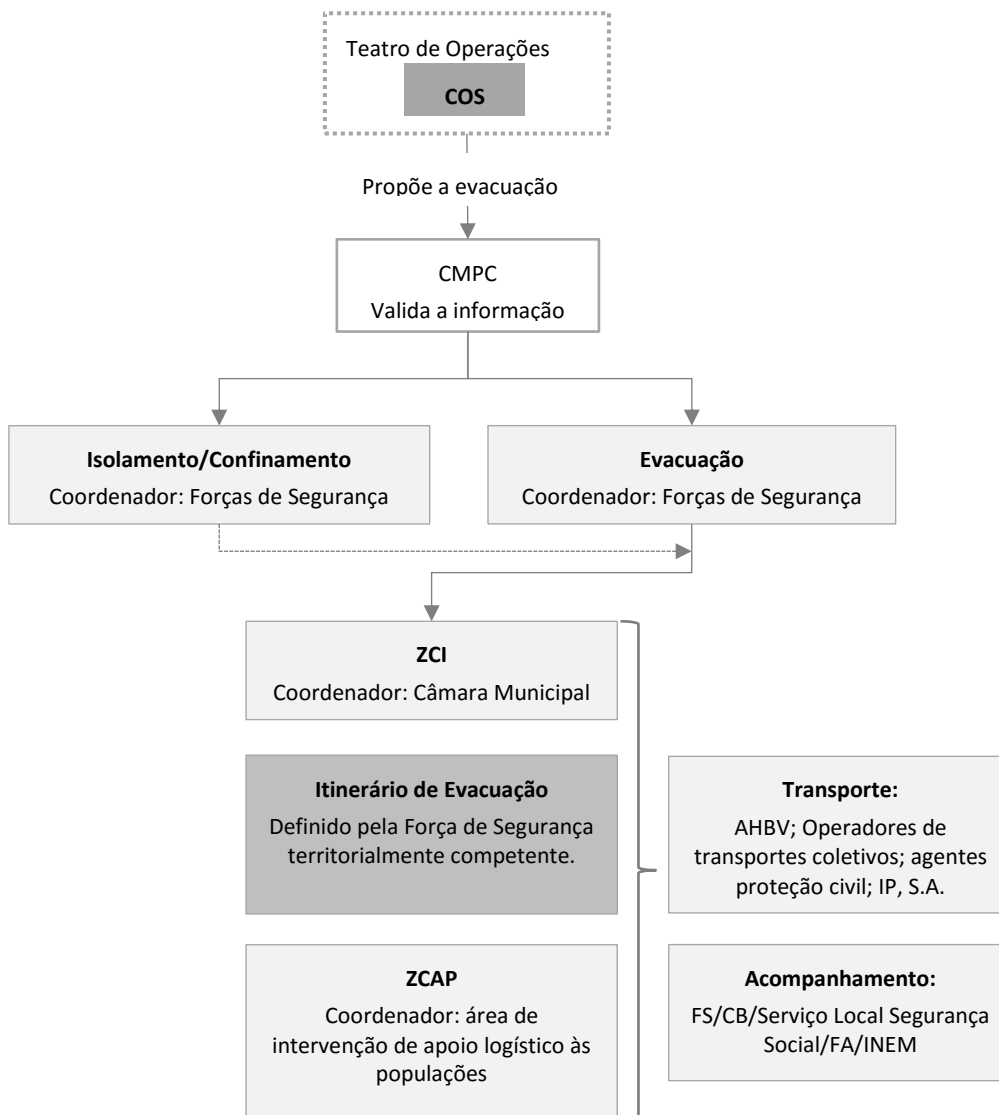 Teatro de Operações
COS
Propõe a evacuação
CMPC
Valida a informação
Isolamento/Confinamento
Coordenador: Forças de Segurança
Evacuação
Coordenador: Forças de Segurança
ZCI
Coordenador: Câmara Municipal
Itinerário de Evacuação
Definido pela Força de Segurança
territorialmente competente.
Transporte:
AHBV; Operadores de
transportes coletivos; agentes
proteção civil; IP, S.A.
ZCAP
Coordenador: área de
intervenção de apoio logístico às
populações
Acompanhamento:
FS/CB/Serviço Local Segurança
Social/FA/INEM